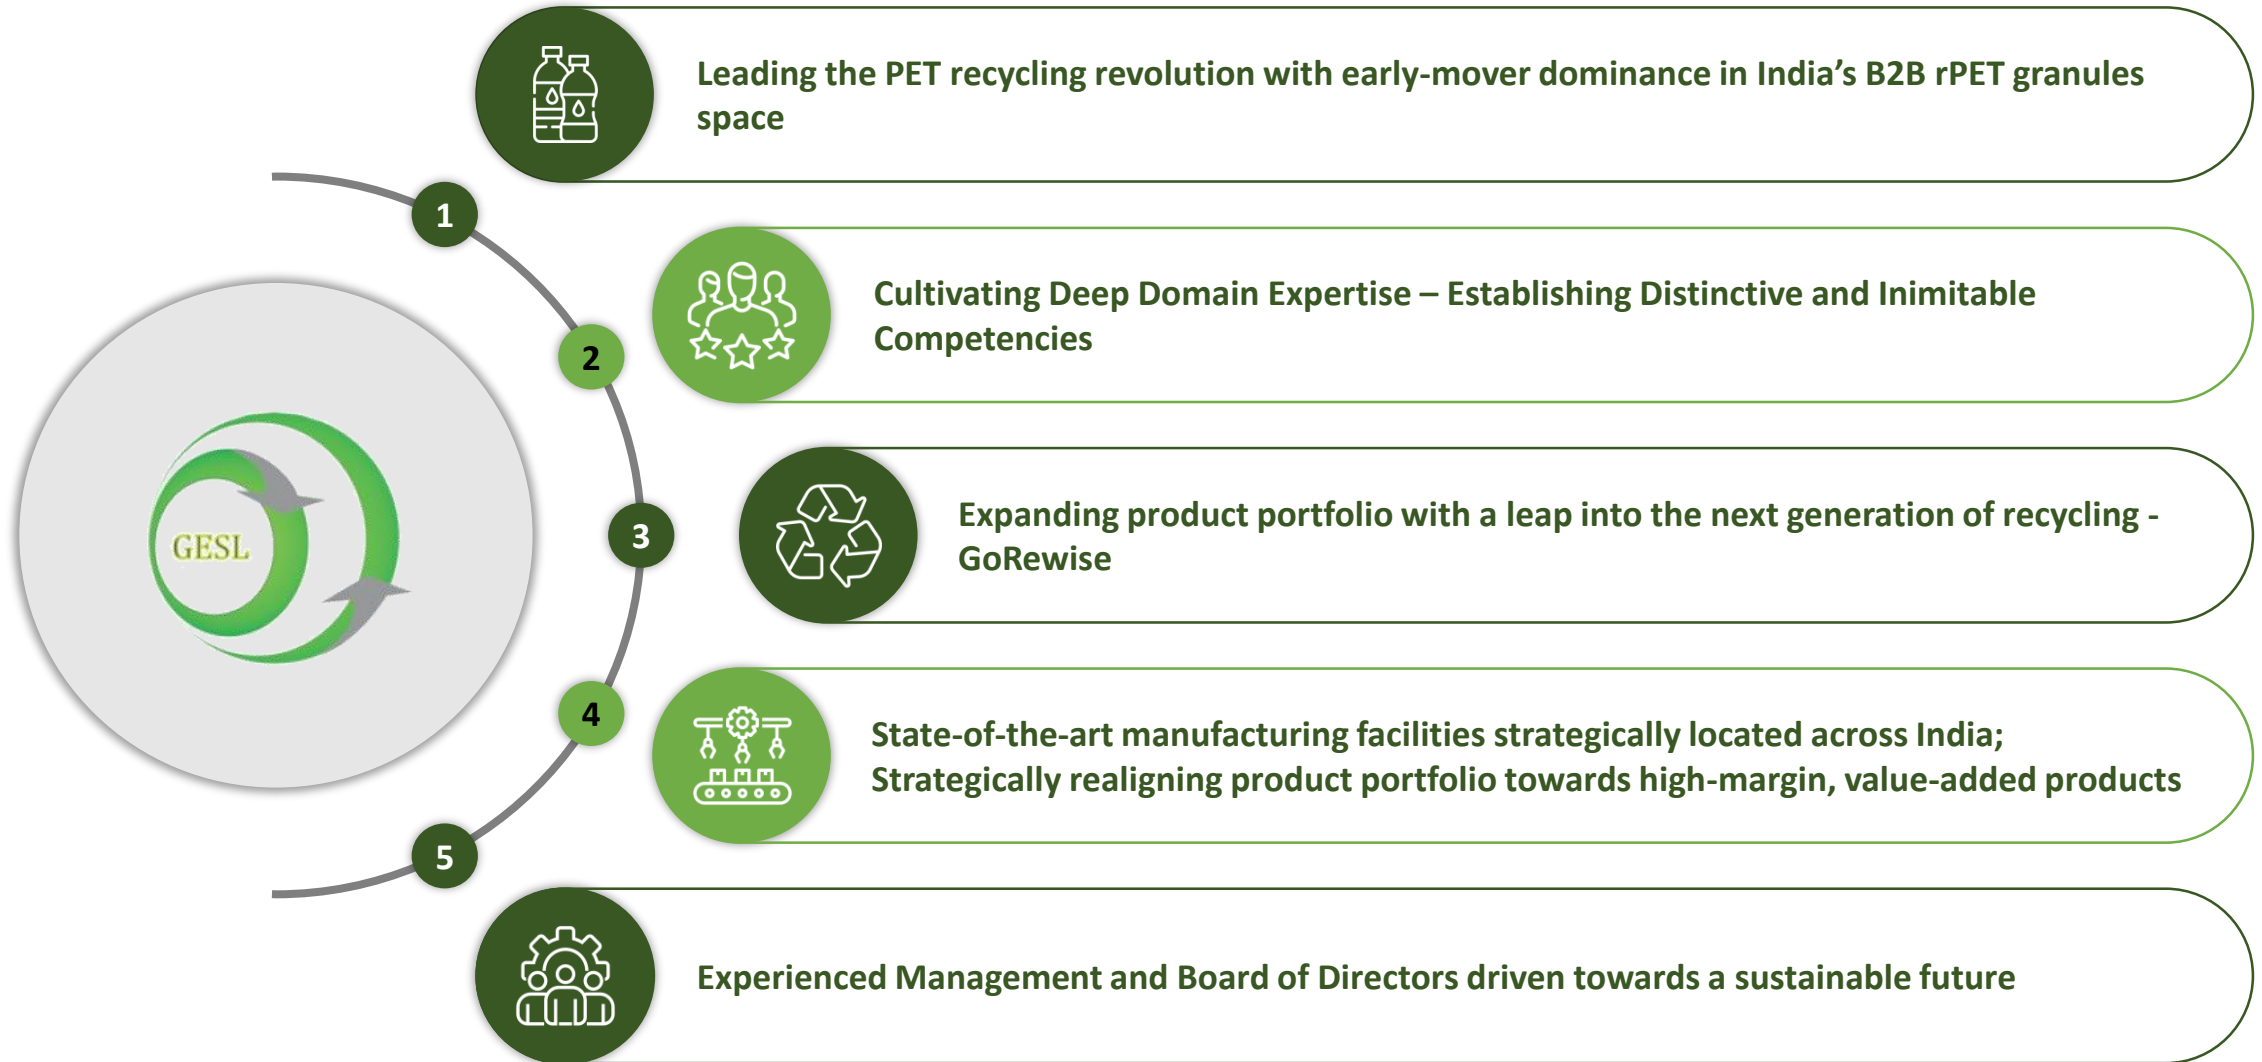 Leading the PET recycling revolution with early-mover dominance in India’s B2B rPET granules
space
1
Cultivating Deep Domain Expertise – Establishing Distinctive and Inimitable
Competencies
2
GESL
3
Expanding product portfolio with a leap into the next generation of recycling -
GoRewise
4
State-of-the-art manufacturing facilities strategically located across India;
Strategically realigning product portfolio towards high-margin, value-added products
5
Experienced Management and Board of Directors driven towards a sustainable future